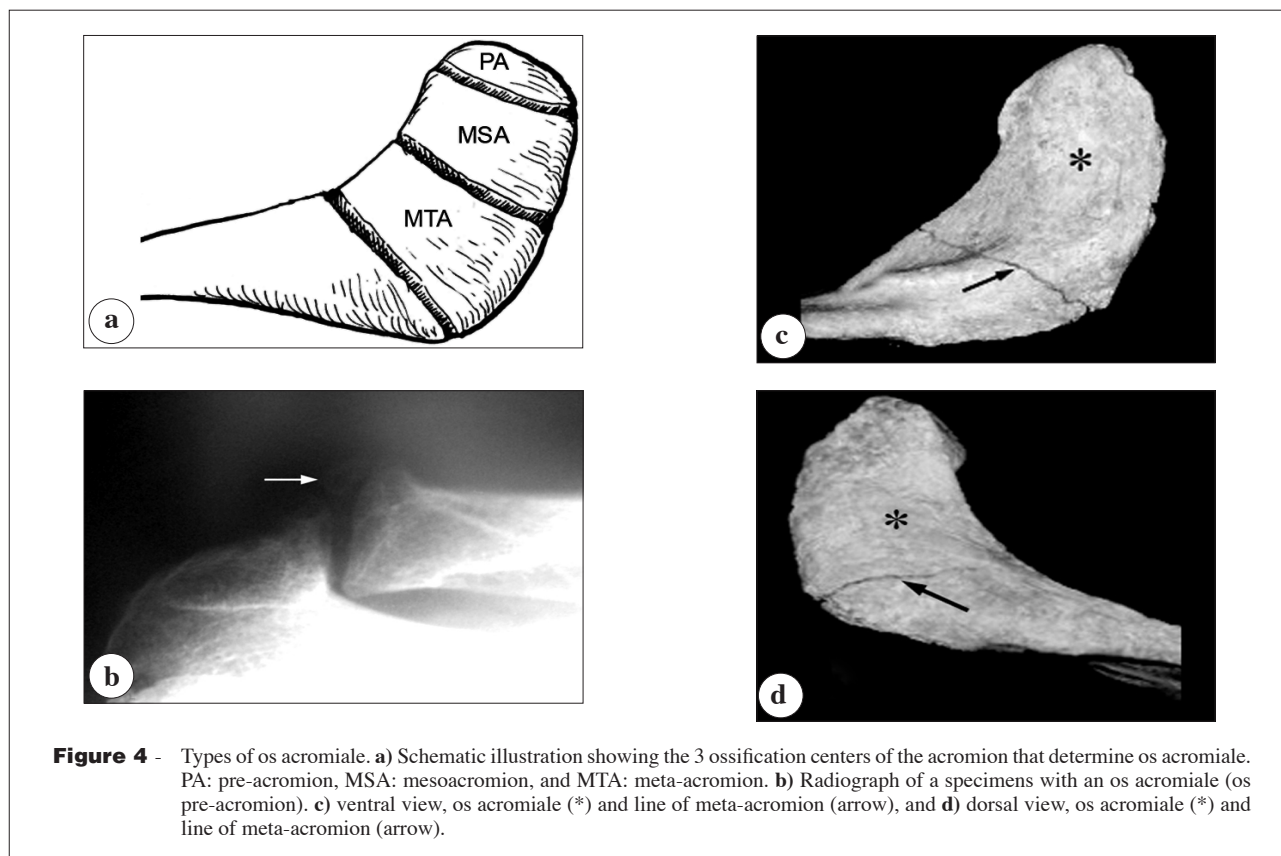 PA
MSA
MTA
a
*
c
b
*
d
Figure 4 - Types of os acromiale. a) Schematic illustration showing the 3 ossification centers of the acromion that determine os acromiale.
PA: pre-acromion, MSA: mesoacromion, and MTA: meta-acromion. b) Radiograph of a specimens with an os acromiale (os
pre-acromion). c) ventral view, os acromiale (*) and line of meta-acromion (arrow), and d) dorsal view, os acromiale (*) and
line of meta-acromion (arrow).